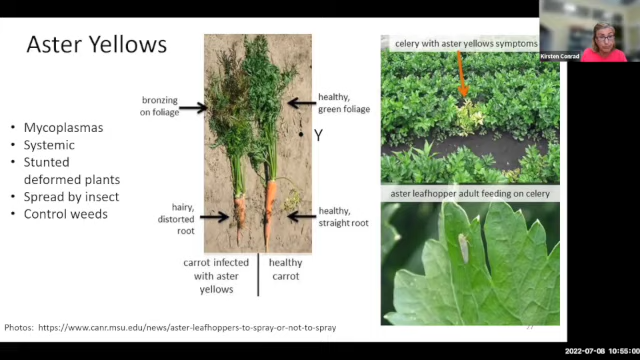 Aster Yellows
• Mycoplasmas
• Systemic
• Stunted
deformed plants
• Spread by insect
• Control weeds
bronzing
on foliage
healthy,
green foliage
• Y
hairy,
distorted
root
healthy,
straight root
carrot infected
with aster
yellows
healthy
carrot
celery with aster yellows symptoms
aster leafhopper adult feeding on celery
Kirsten Conrad
Photos: https://www.canr.msu.edu/news/aster-leafhoppers-to-spray-or-not-to-spray
2022-07-08 10:55:00